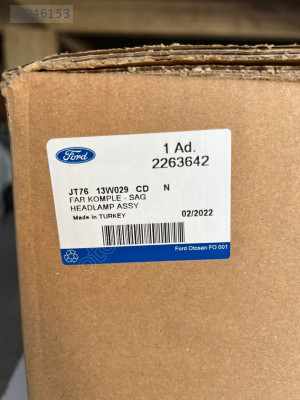 946153
Ford
1 Ad.
2263642
JT76 13W029 CD N
FAR KOMPLE - SAG
HEADLAMP ASSY
Made in TURKEY
02/2022
Ford Otosan FO 001